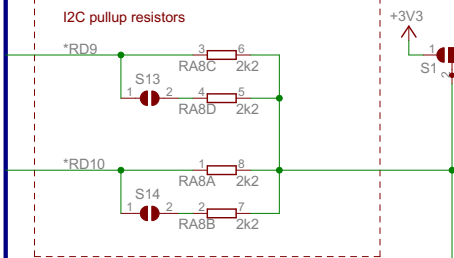 I2C pullup resistors
+3V3
*RD9
3 6
RA8C 2k2
1
S1
2
S13
1 2
4 5
RA8D 2k2
*RD10
1 8
RA8A 2k2
S14
1 2
2 7
RA8B 2k2